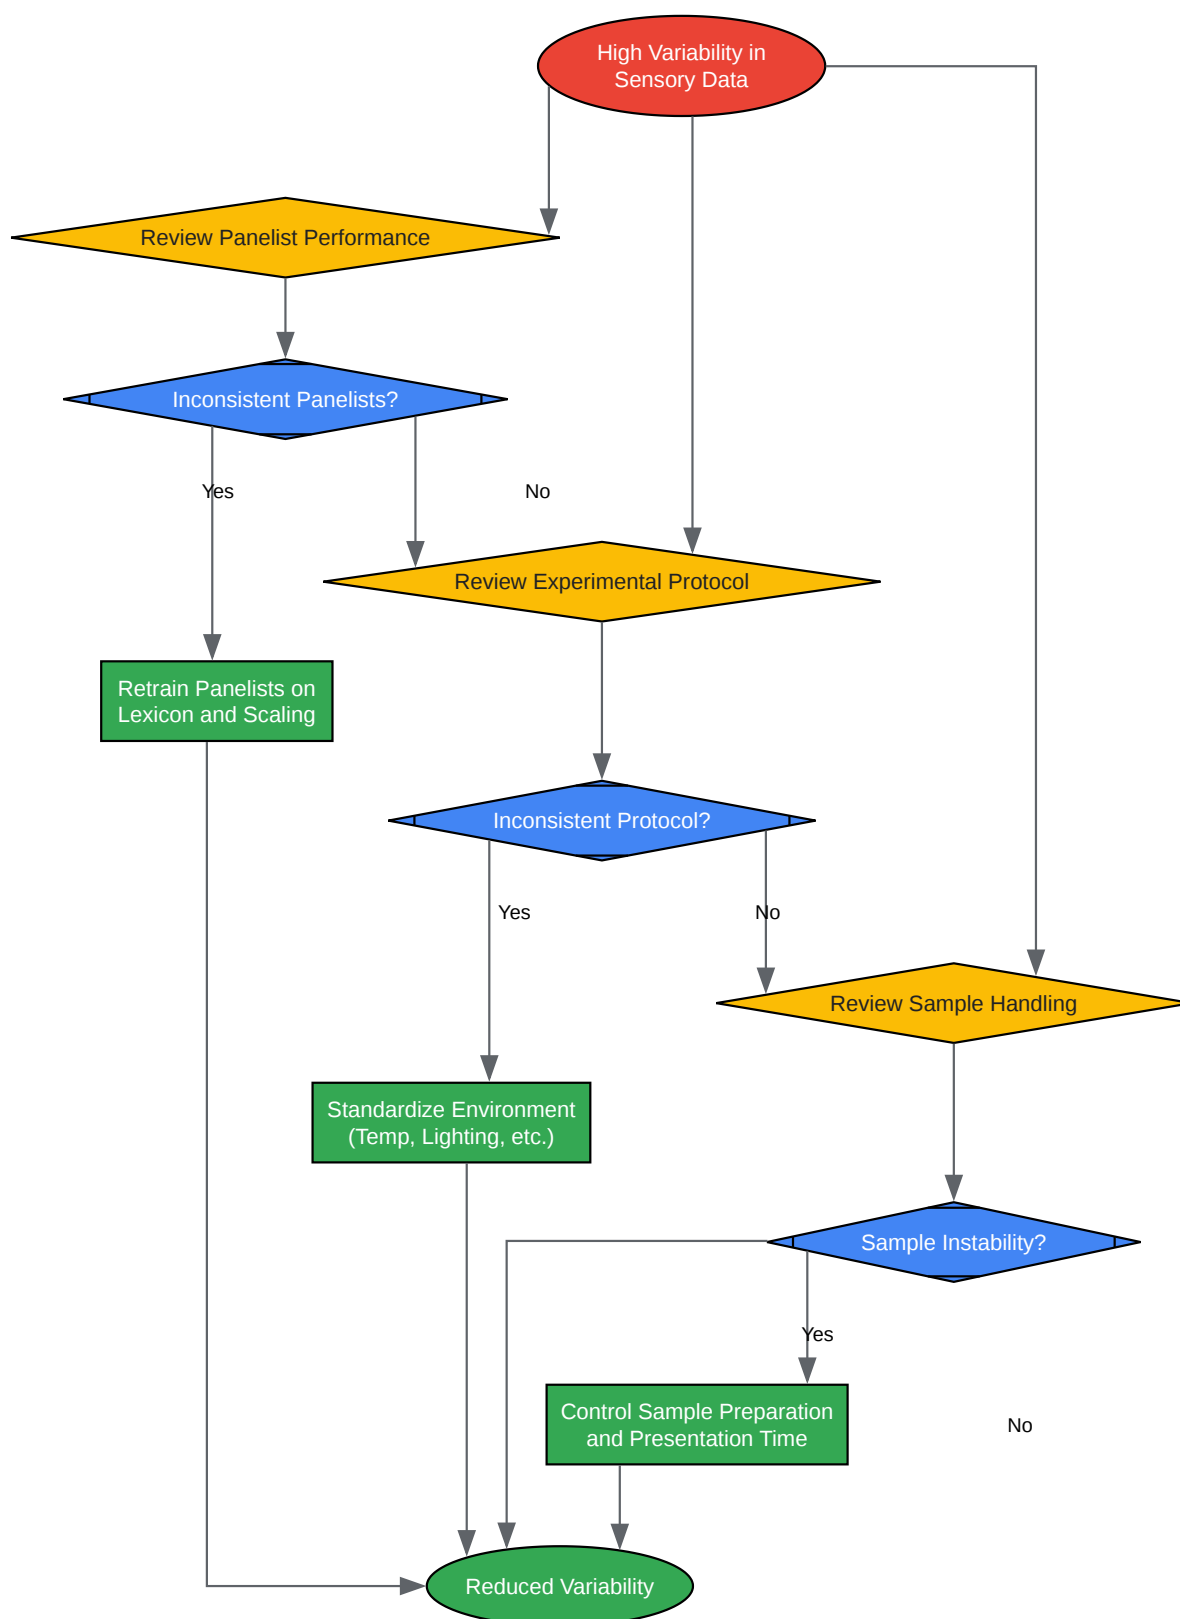 High Variability in
Sensory Data
Review Panelist Performance
Inconsistent Panelists?
Yes
No
Review Experimental Protocol
Retrain Panelists on
Lexicon and Scaling
Inconsistent Protocol?
Yes
No
Review Sample Handling
Standardize Environment
(Temp, Lighting, etc.)
Sample Instability?
Yes
Control Sample Preparation
and Presentation Time
No
Reduced Variability